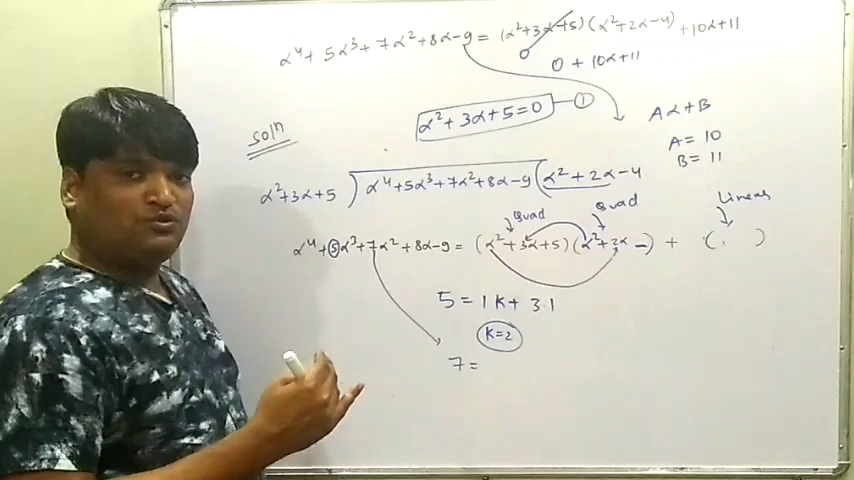 α⁴ + 5α³ + 7α² + 8α - 9 = (α² + 3α + 5) (α² + 2α - 4) + 10α + 11
0
0 + 10α + 11
α² + 3α + 5 = 0 — ①
Aα + B
A = 10
B = 11
Soln
α² + 3α + 5 ) α⁴ + 5α³ + 7α² + 8α - 9 ( α² + 2α - 4
Quad Quad Linear
α⁴ + 5α³ + 7α² + 8α - 9 = (α² + 3α + 5) (α² + 2α - ) + ( . )
5 = 1K + 3.1
K = 2
7 =